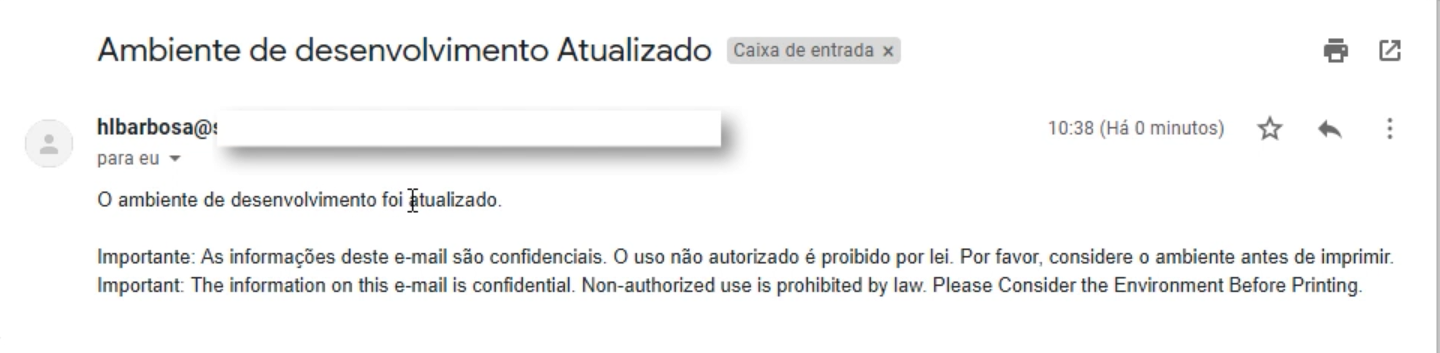 Ambiente de desenvolvimento Atualizado Caixa de entrada ×
hlbarbosa@s 10:38 (Há 0 minutos)
para eu
O ambiente de desenvolvimento foi atualizado.
Importante: As informações deste e-mail são confidenciais. O uso não autorizado é proibido por lei. Por favor, considere o ambiente antes de imprimir.
Important: The information on this e-mail is confidential. Non-authorized use is prohibited by law. Please Consider the Environment Before Printing.